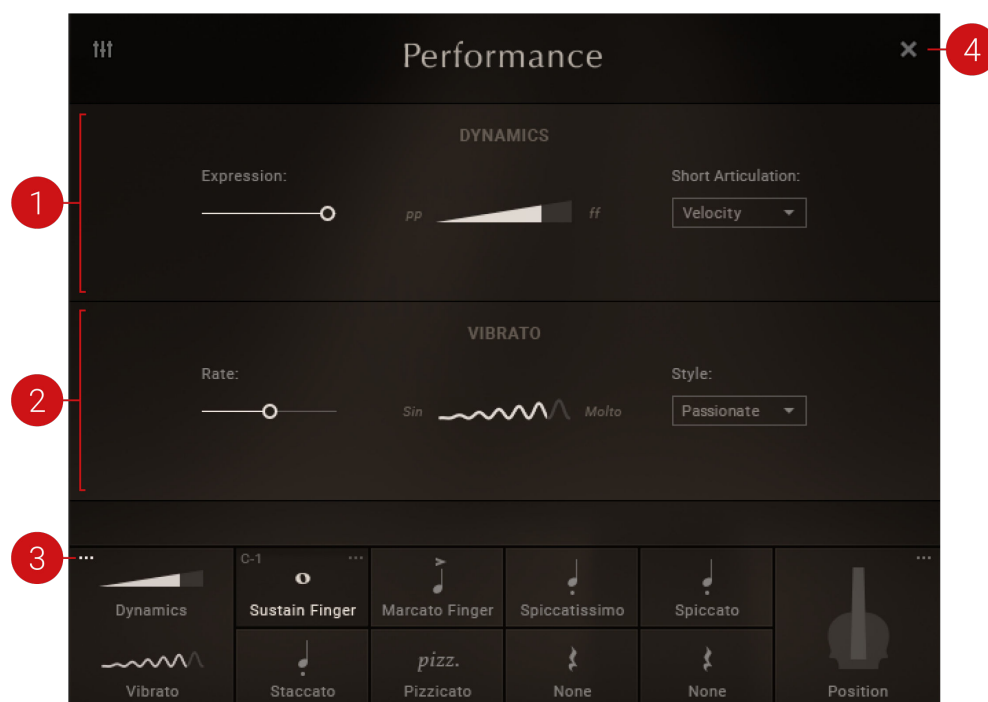 Performance
4
DYNAMICS
1
Expression:
Short Articulation:
pp
ff
Velocity
VIBRATO
2
Rate:
Style:
Sin
Molto
Passionate
3
C-1
Dynamics
Sustain Finger
Marcato Finger
Spiccatissimo
Spiccato
pizz.
Vibrato
Staccato
Pizzicato
None
None
Position